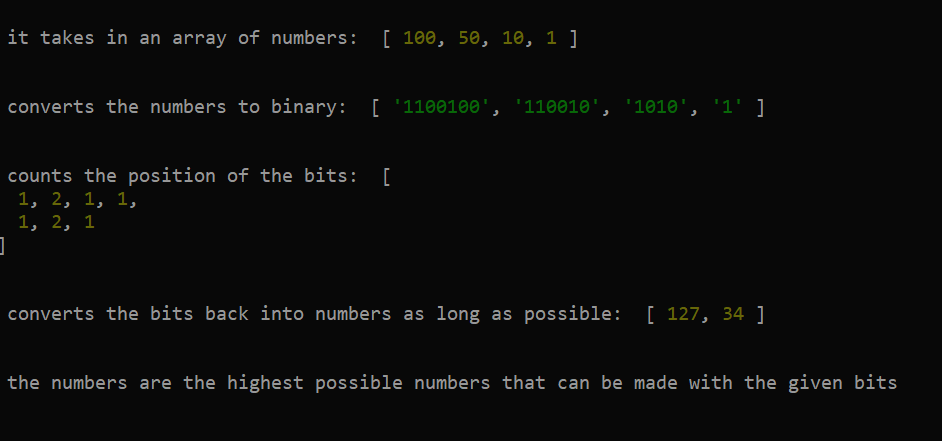 it takes in an array of numbers:  [ 100, 50, 10, 1 ]
converts the numbers to binary:  [ '1100100', '110010', '1010', '1' ]
counts the position of the bits:  [
 1, 2, 1, 1,
 1, 2, 1
]
converts the bits back into numbers as long as possible:  [ 127, 34 ]
the numbers are the highest possible numbers that can be made with the given bits